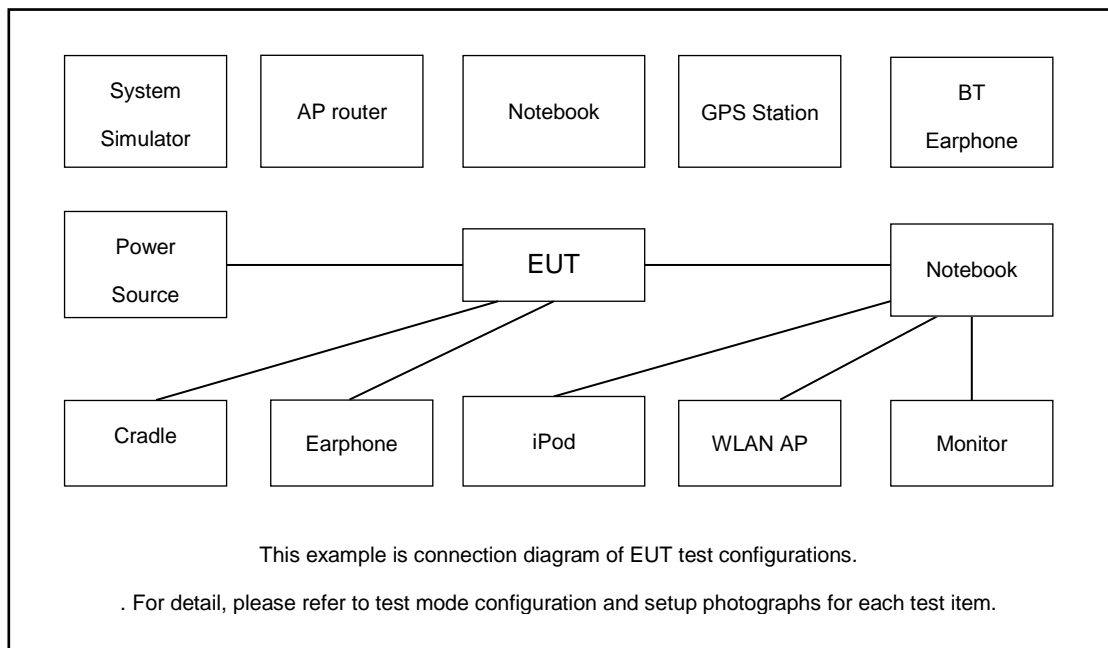 System
Simulator
AP router
Notebook
GPS Station
BT
Earphone
Power
Source
EUT
Notebook
Cradle
Earphone
iPod
WLAN AP
Monitor
This example is connection diagram of EUT test configurations.
. For detail, please refer to test mode configuration and setup photographs for each test item.